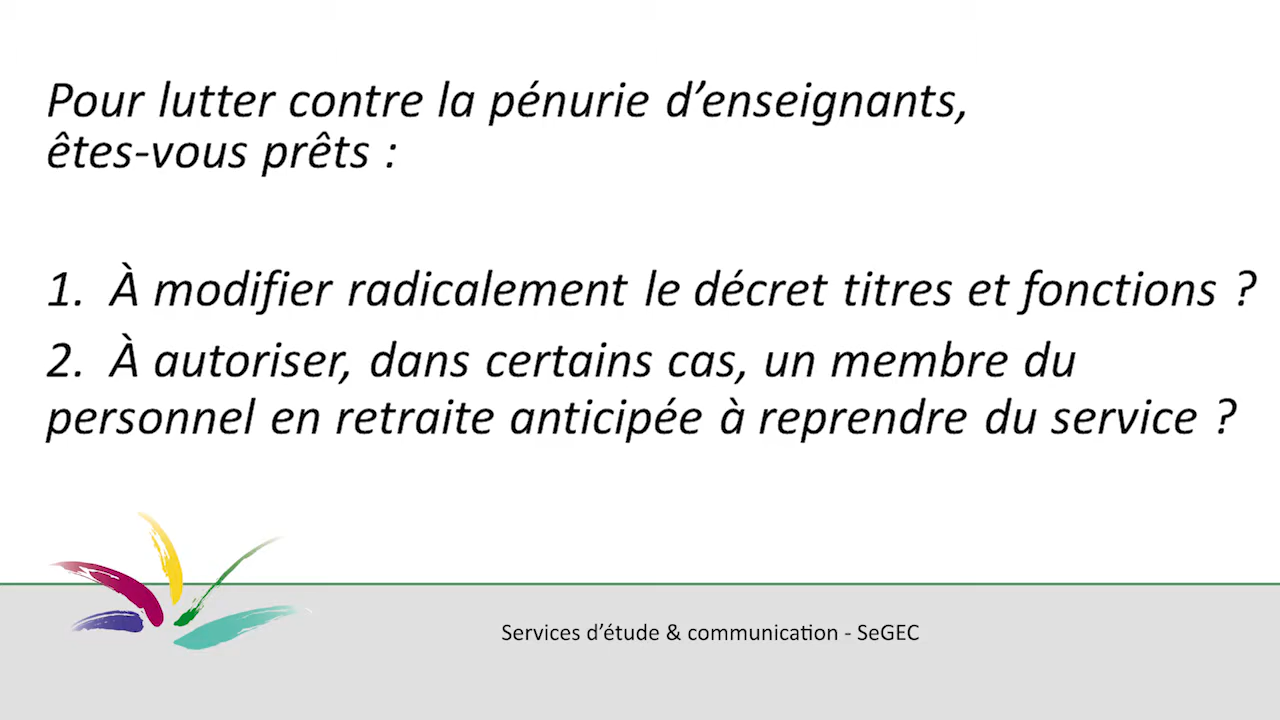 Pour lutter contre la pénurie d’enseignants,
êtes-vous prêts :
1. À modifier radicalement le décret titres et fonctions ?
2. À autoriser, dans certains cas, un membre du
personnel en retraite anticipée à reprendre du service ?
Services d’étude & communication - SeGEC